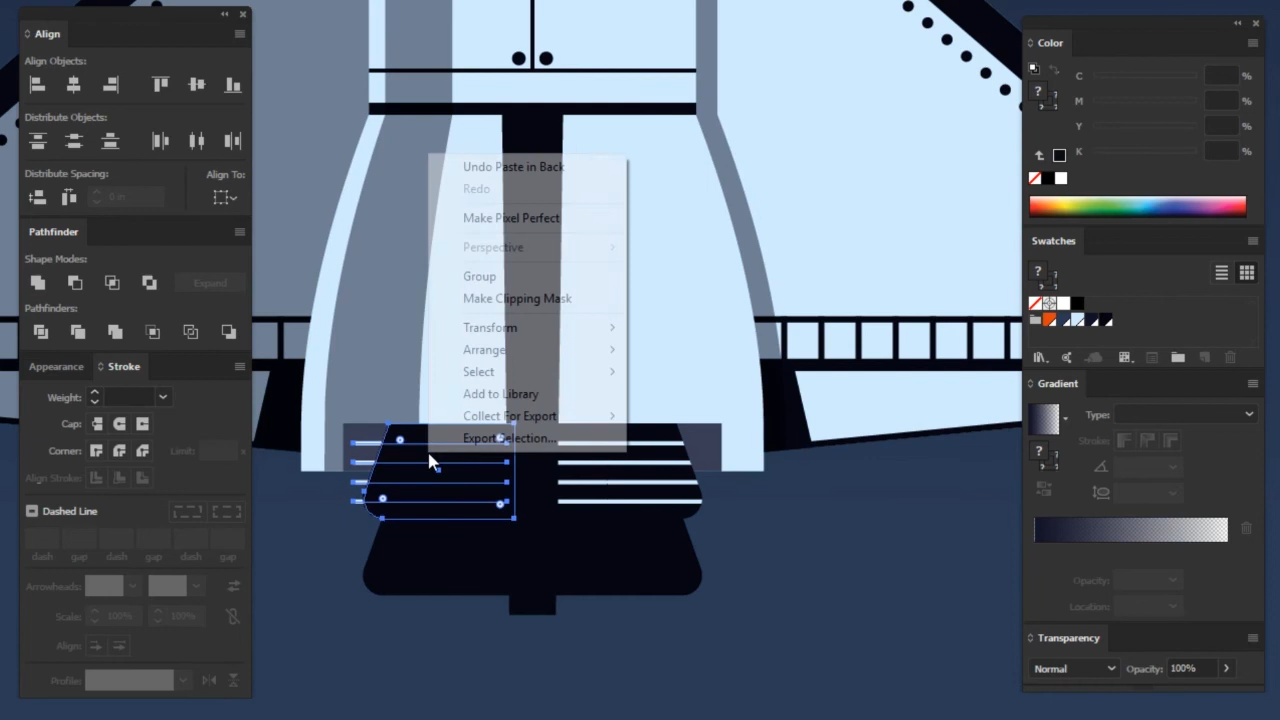 Align
Align Objects:
Distribute Objects:
Distribute Spacing:
Align To:
0 in
Pathfinder
Shape Modes:
Expand
Pathfinders:
Appearance
Stroke
Weight:
Cap:
Corner:
Limit:
x
Align Stroke:
Dashed Line
dash gap dash gap dash gap
Arrowheads:
Scale: 100% 100%
Align:
Profile:
Undo Paste in Back
Redo
Make Pixel Perfect
Perspective
Group
Make Clipping Mask
Transform
Arrange
Select
Add to Library
Collect For Export
Export Selection...
Color
C %
? M %
Y %
K %
Swatches
?
Gradient
Type:
? Stroke:
Opacity:
Location:
Transparency
Normal Opacity: 100%